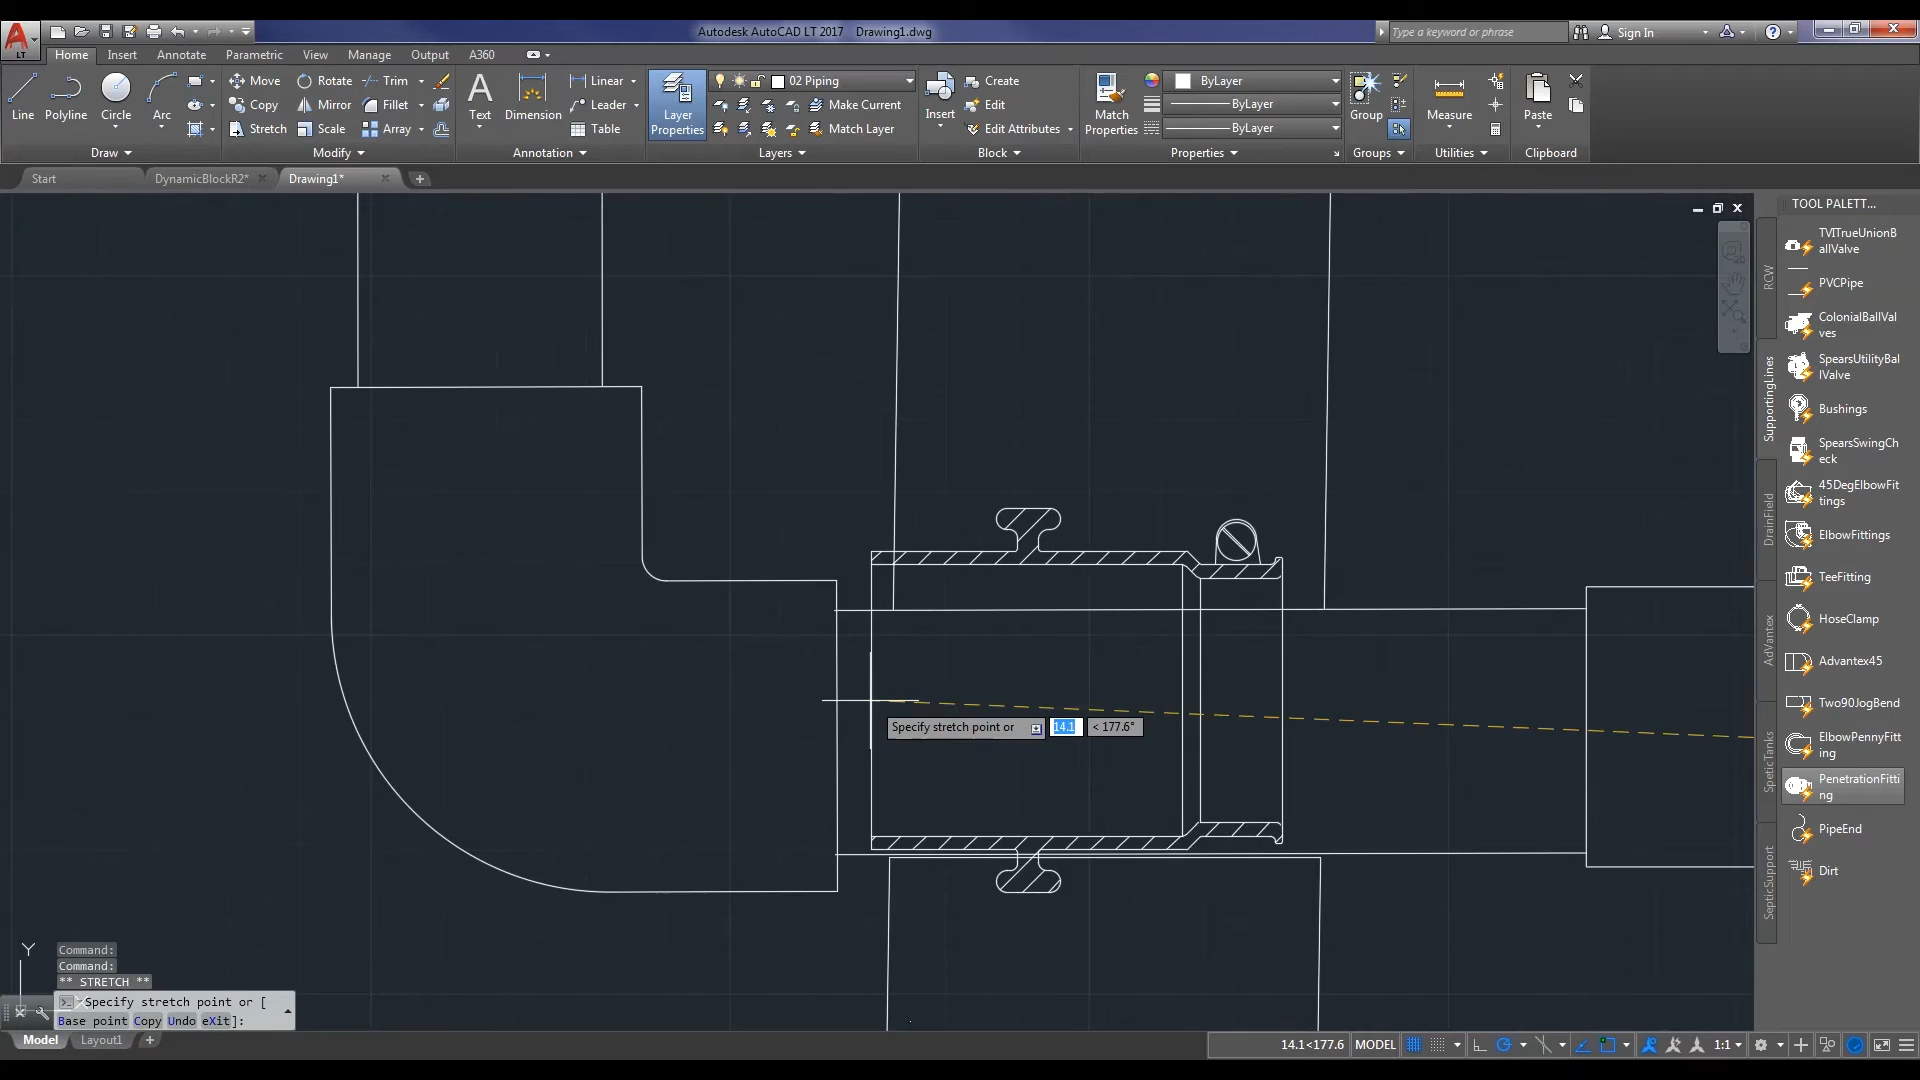 Autodesk AutoCAD LT 2017 Drawing1.dwg
Type a keyword or phrase
Sign In
LT
Home Insert Annotate Parametric View Manage Output A360
Line Polyline Circle Arc
Draw
Move Rotate Trim
Copy Mirror Fillet
Stretch Scale Array
Modify
Text Dimension
Linear
Leader
Table
Annotation
Layer Properties
02 Piping
Make Current
Match Layer
Layers
Insert
Create
Edit
Edit Attributes
Block
Match Properties
ByLayer
ByLayer
ByLayer
Properties
Group
Groups
Measure
Utilities
Paste
Clipboard
Start DynamicBlockR2* Drawing1*
TOOL PALETT...
TVITrueUnionB
allValve
PVCPipe
ColonialBallVal
ves
SpearsUtilityBal
lValve
Bushings
SpearsSwingCh
eck
45DegElbowFit
tings
ElbowFittings
TeeFitting
HoseClamp
Advantex45
Two90JogBend
ElbowPennyFitt
ing
PenetrationFitti
ng
PipeEnd
Dirt
RCW
SupportingLines
DrainField
AdVantex
SpeticTanks
SepticSupport
Specify stretch point or 14.1 < 177.6°
Y
Command:
Command:
** STRETCH **
Specify stretch point or [
Base point Copy Undo eXit]:
Model Layout1
14.1<177.6 MODEL 1:1